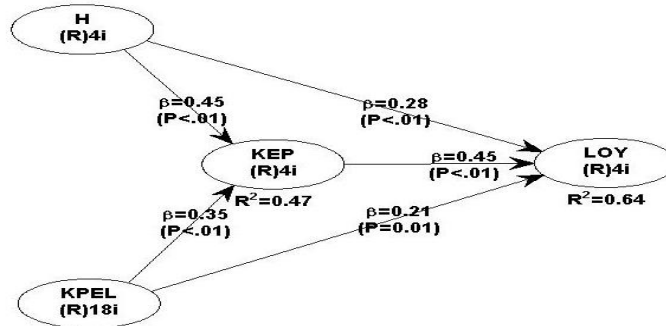 H
(R)4i
β=0.45
(P<.01)
β=0.28
(P<.01)
KEP
(R)4i
R²=0.47
β=0.45
(P<.01)
LOY
(R)4i
R²=0.64
β=0.35
(P<.01)
β=0.21
(P=0.01)
KPEL
(R)18i